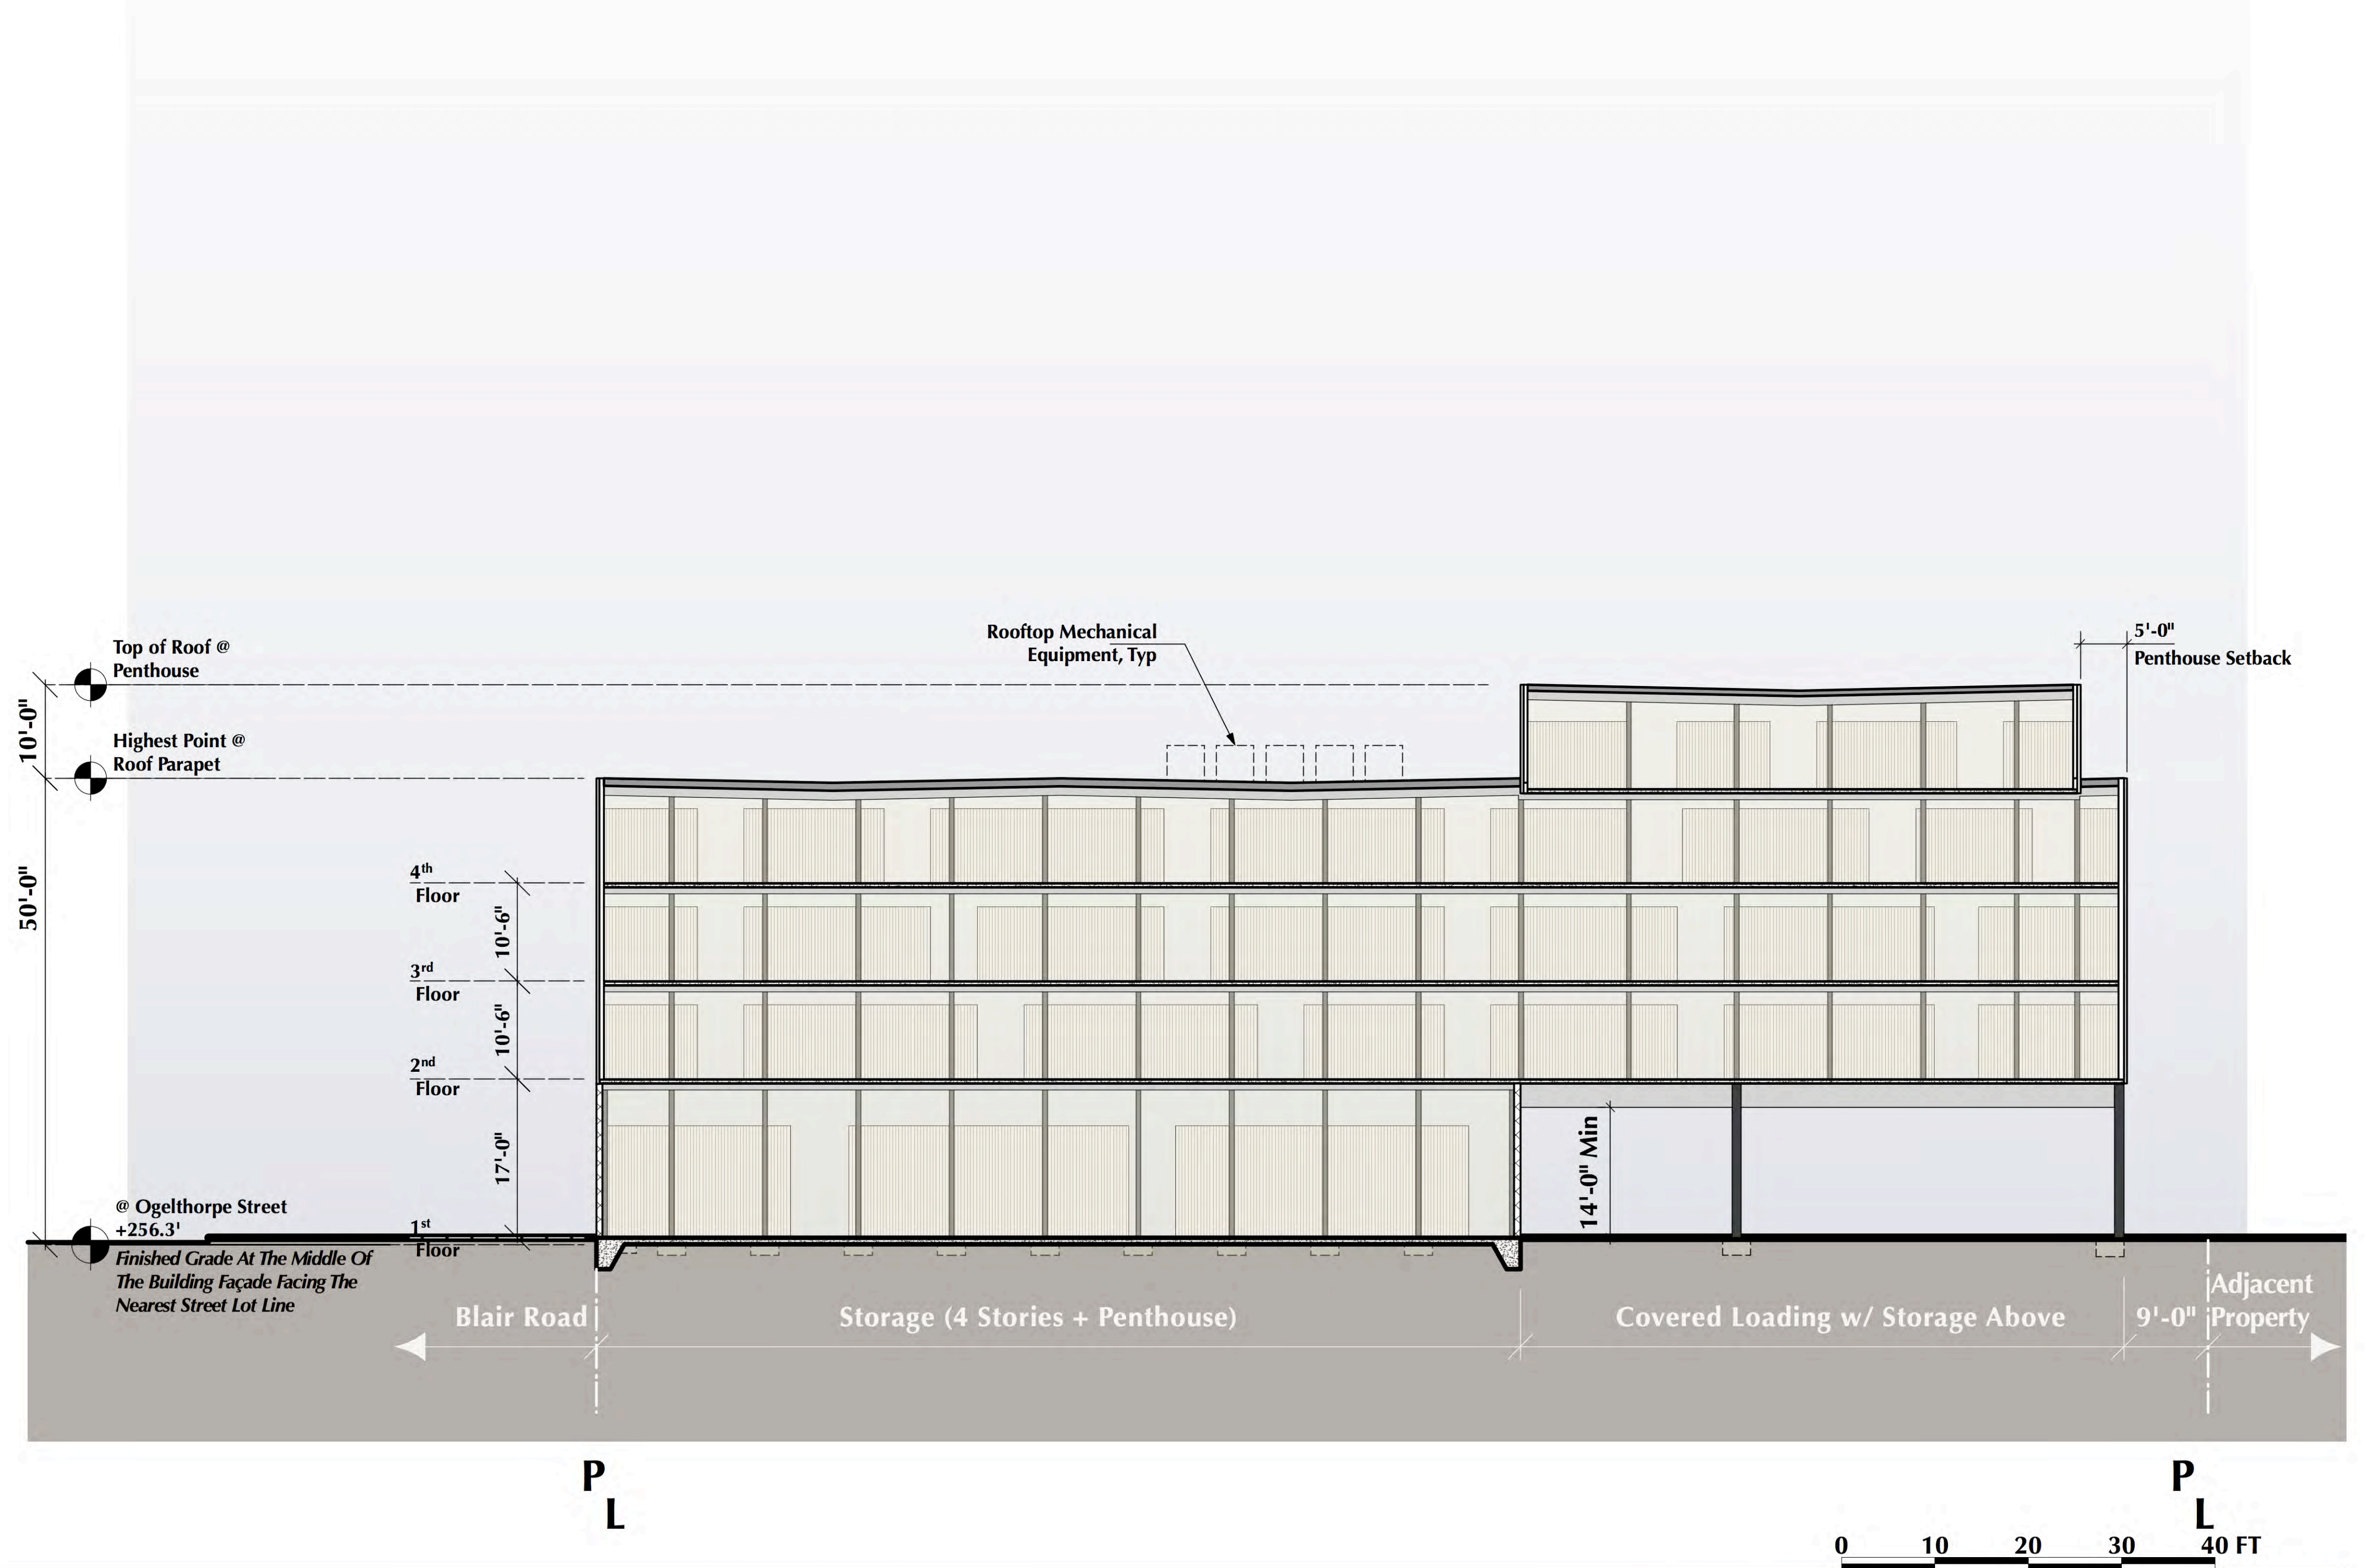 Top of Roof @
Penthouse
10'-0"
Highest Point @
Roof Parapet
50'-0"
Rooftop Mechanical
Equipment, Typ
5'-0"
Penthouse Setback
4th
Floor
10'-6"
3rd
Floor
10'-6"
2nd
Floor
17'-0"
14'-0" Min
1st
Floor
@ Ogelthorpe Street
+256.3'
Finished Grade At The Middle Of
The Building Façade Facing The
Nearest Street Lot Line
Blair Road
Storage (4 Stories + Penthouse)
Covered Loading w/ Storage Above
9'-0"
Adjacent
Property
P
L
P
L
0 10 20 30 40 FT